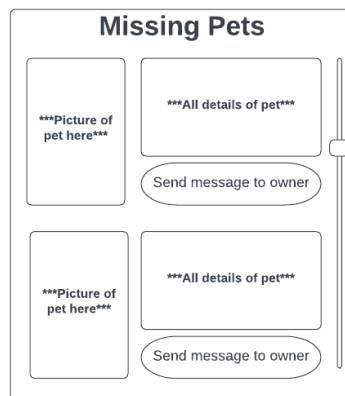 Missing Pets
***Picture of
pet here***
***All details of pet***
Send message to owner
***Picture of
pet here***
***All details of pet***
Send message to owner